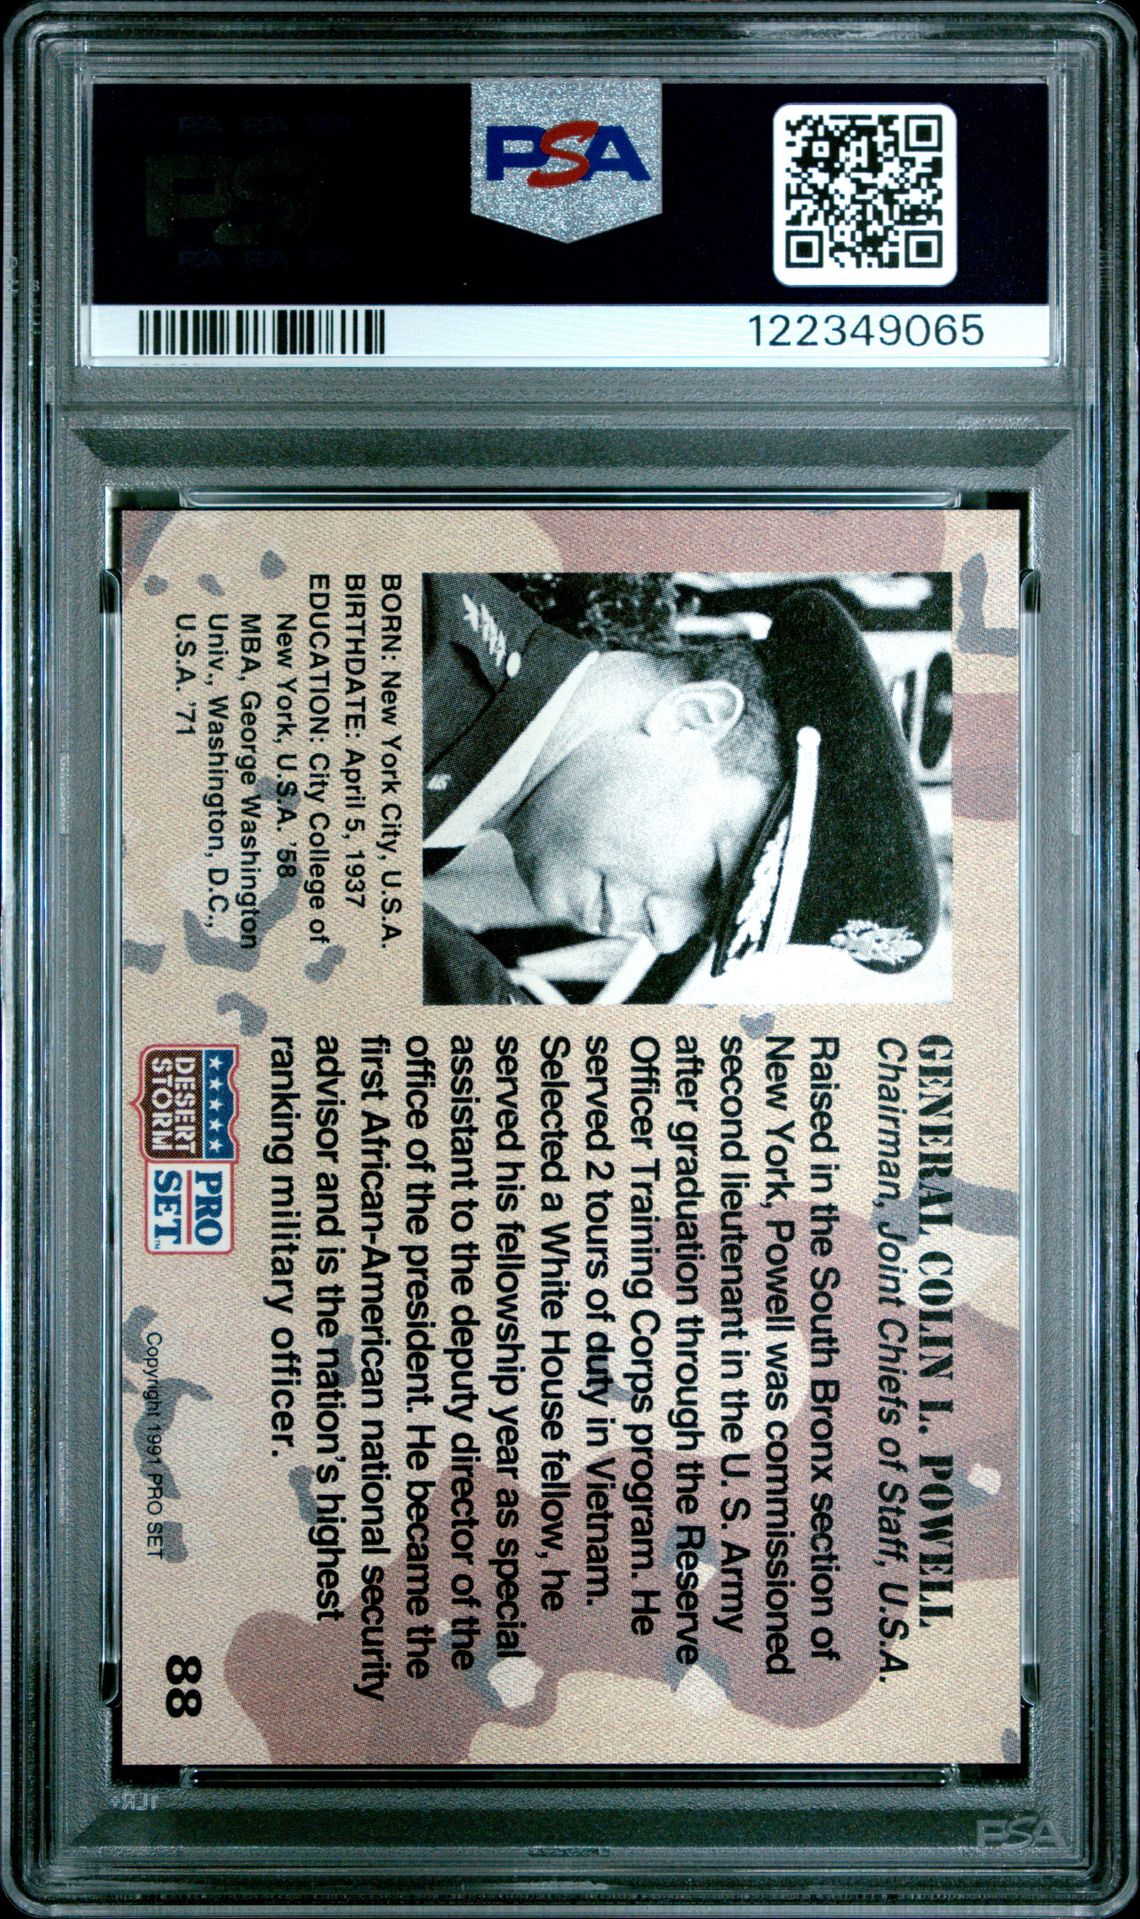 PSA
122349065
GENERAL COLIN L. POWELL
Chairman, Joint Chiefs of Staff, U.S.A.
Raised in the South Bronx section of
New York, Powell was commissioned
second lieutenant in the U. S. Army
after graduation through the Reserve
Officer Training Corps program. He
served 2 tours of duty in Vietnam.
Selected a White House fellow, he
served his fellowship year as special
assistant to the deputy director of the
office of the president. He became the
first African-American national security
advisor and is the nation's highest
ranking military officer.
BORN: New York City, U.S.A.
BIRTHDATE: April 5, 1937
EDUCATION: City College of
New York, U.S.A. '58
MBA, George Washington
Univ., Washington, D.C.,
U.S.A. '71
DESERT
STORM
PRO
SET™
Copyright 1991 PRO SET
88
PSA